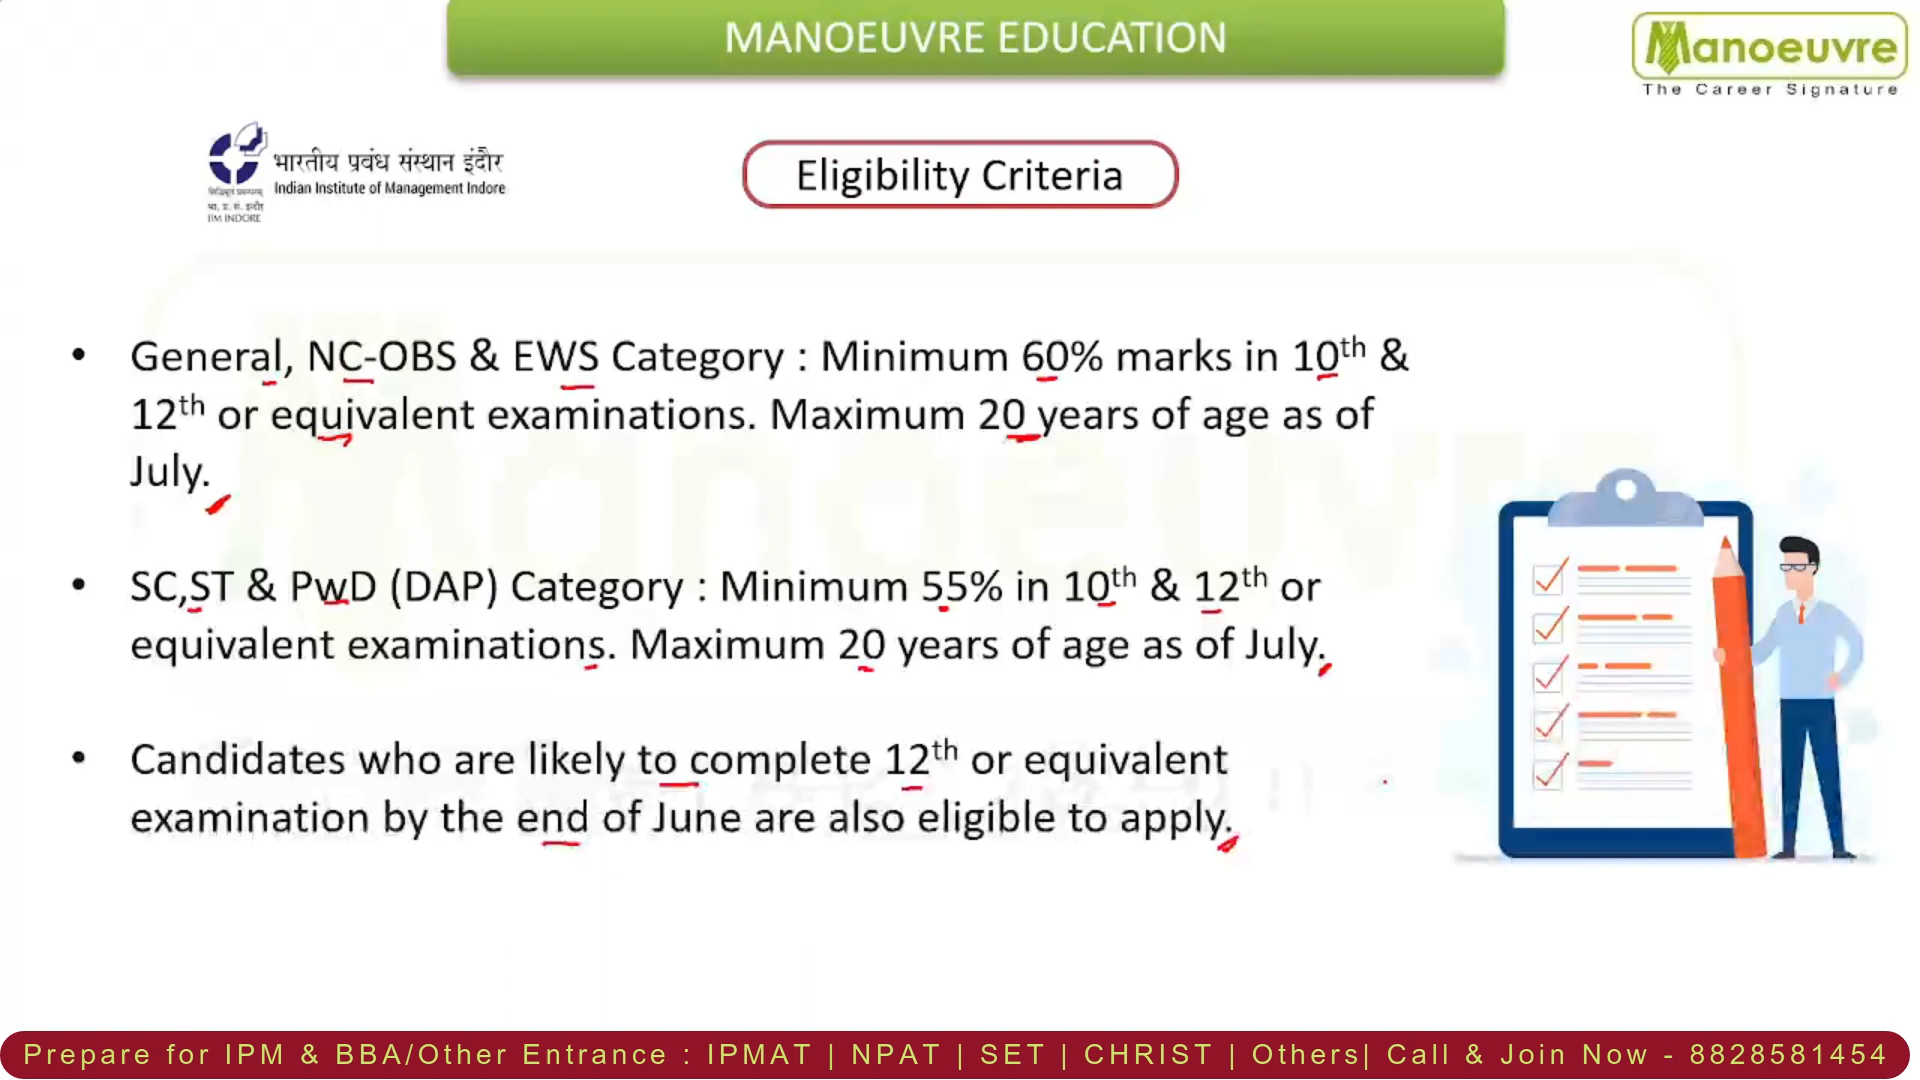 MANOEUVRE EDUCATION
Manoeuvre
The Career Signature
भारतीय प्रबंध संस्थान इंदौर
Indian Institute of Management Indore
IIM INDORE
Eligibility Criteria
• General, NC-OBS & EWS Category : Minimum 60% marks in 10th &
12th or equivalent examinations. Maximum 20 years of age as of
July.
• SC,ST & PwD (DAP) Category : Minimum 55% in 10th & 12th or
equivalent examinations. Maximum 20 years of age as of July.
• Candidates who are likely to complete 12th or equivalent
examination by the end of June are also eligible to apply.
Prepare for IPM & BBA/Other Entrance : IPMAT | NPAT | SET | CHRIST | Others| Call & Join Now - 8828581454